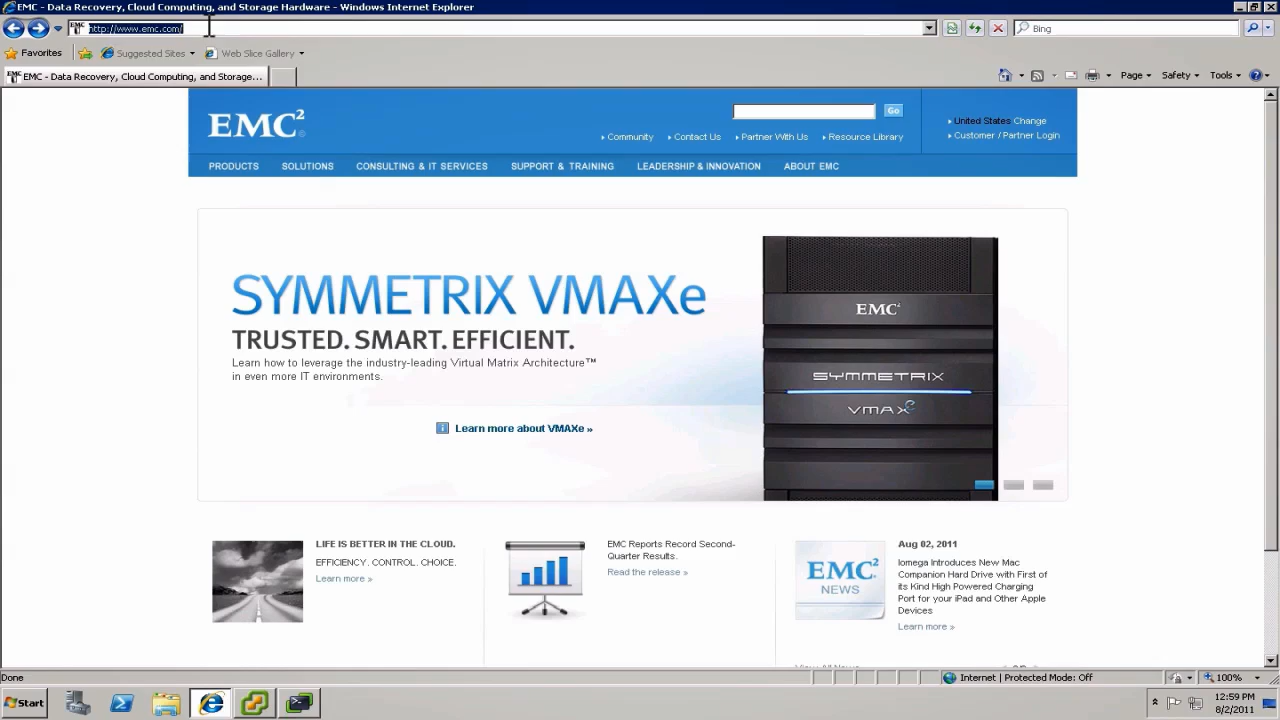 EMC - Data Recovery, Cloud Computing, and Storage Hardware - Windows Internet Explorer
http://www.emc.com/
Bing
Favorites
Suggested Sites
Web Slice Gallery
EMC - Data Recovery, Cloud Computing, and Storage...
Page
Safety
Tools
EMC²
Go
Community
Contact Us
Partner With Us
Resource Library
United States Change
Customer / Partner Login
PRODUCTS
SOLUTIONS
CONSULTING & IT SERVICES
SUPPORT & TRAINING
LEADERSHIP & INNOVATION
ABOUT EMC
SYMMETRIX VMAXe
TRUSTED. SMART. EFFICIENT.
Learn how to leverage the industry-leading Virtual Matrix Architecture™
in even more IT environments.
Learn more about VMAXe »
EMC²
SYMMETRIX
VMAXe
LIFE IS BETTER IN THE CLOUD.
EFFICIENCY. CONTROL. CHOICE.
Learn more »
EMC Reports Record Second-
Quarter Results.
Read the release »
EMC²
NEWS
Aug 02, 2011
Iomega Introduces New Mac
Companion Hard Drive with First of
its Kind High Powered Charging
Port for your iPad and Other Apple
Devices
Learn more »
Done
Internet | Protected Mode: Off
100%
Start
12:59 PM
8/2/2011